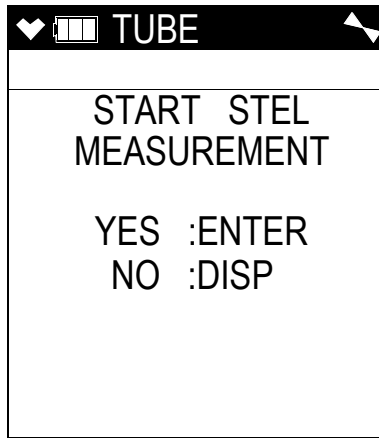 TUBE
START STEL
MEASUREMENT
YES :ENTER
NO :DISP